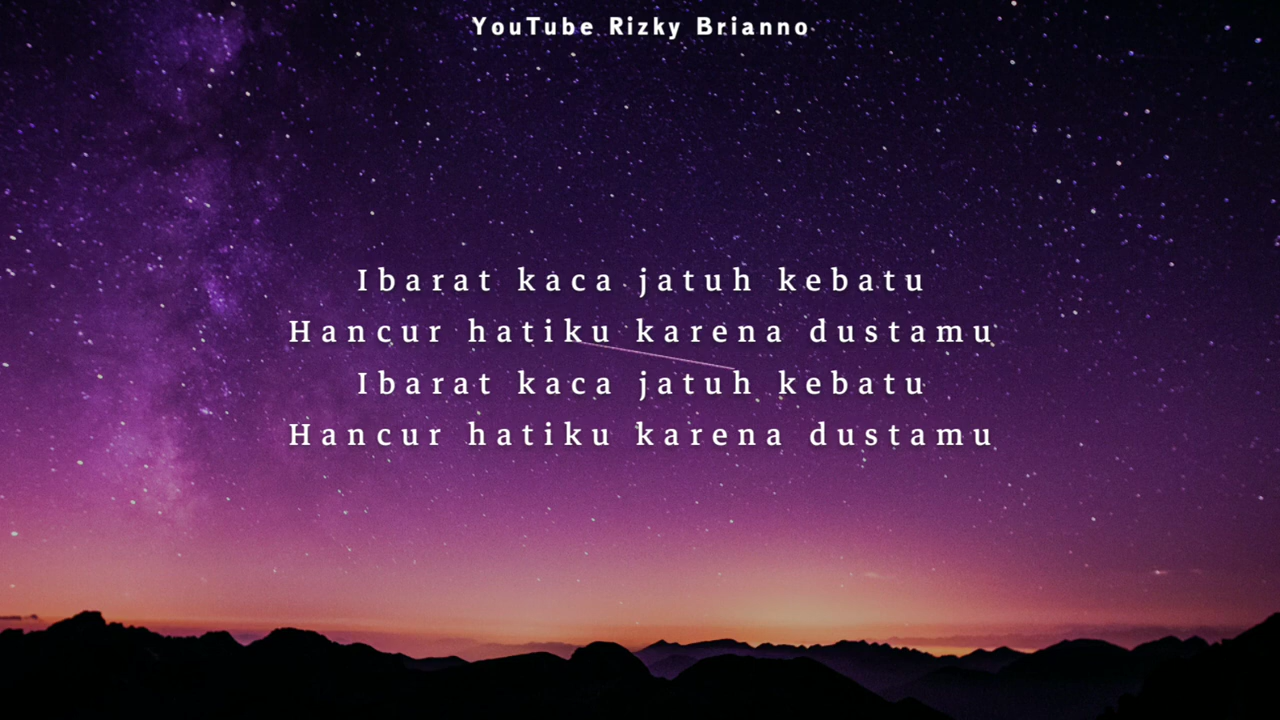 YouTube Rizky Brianno
Ibarat kaca jatuh kebatu
Hancur hatiku karena dustamu
Ibarat kaca jatuh kebatu
Hancur hatiku karena dustamu